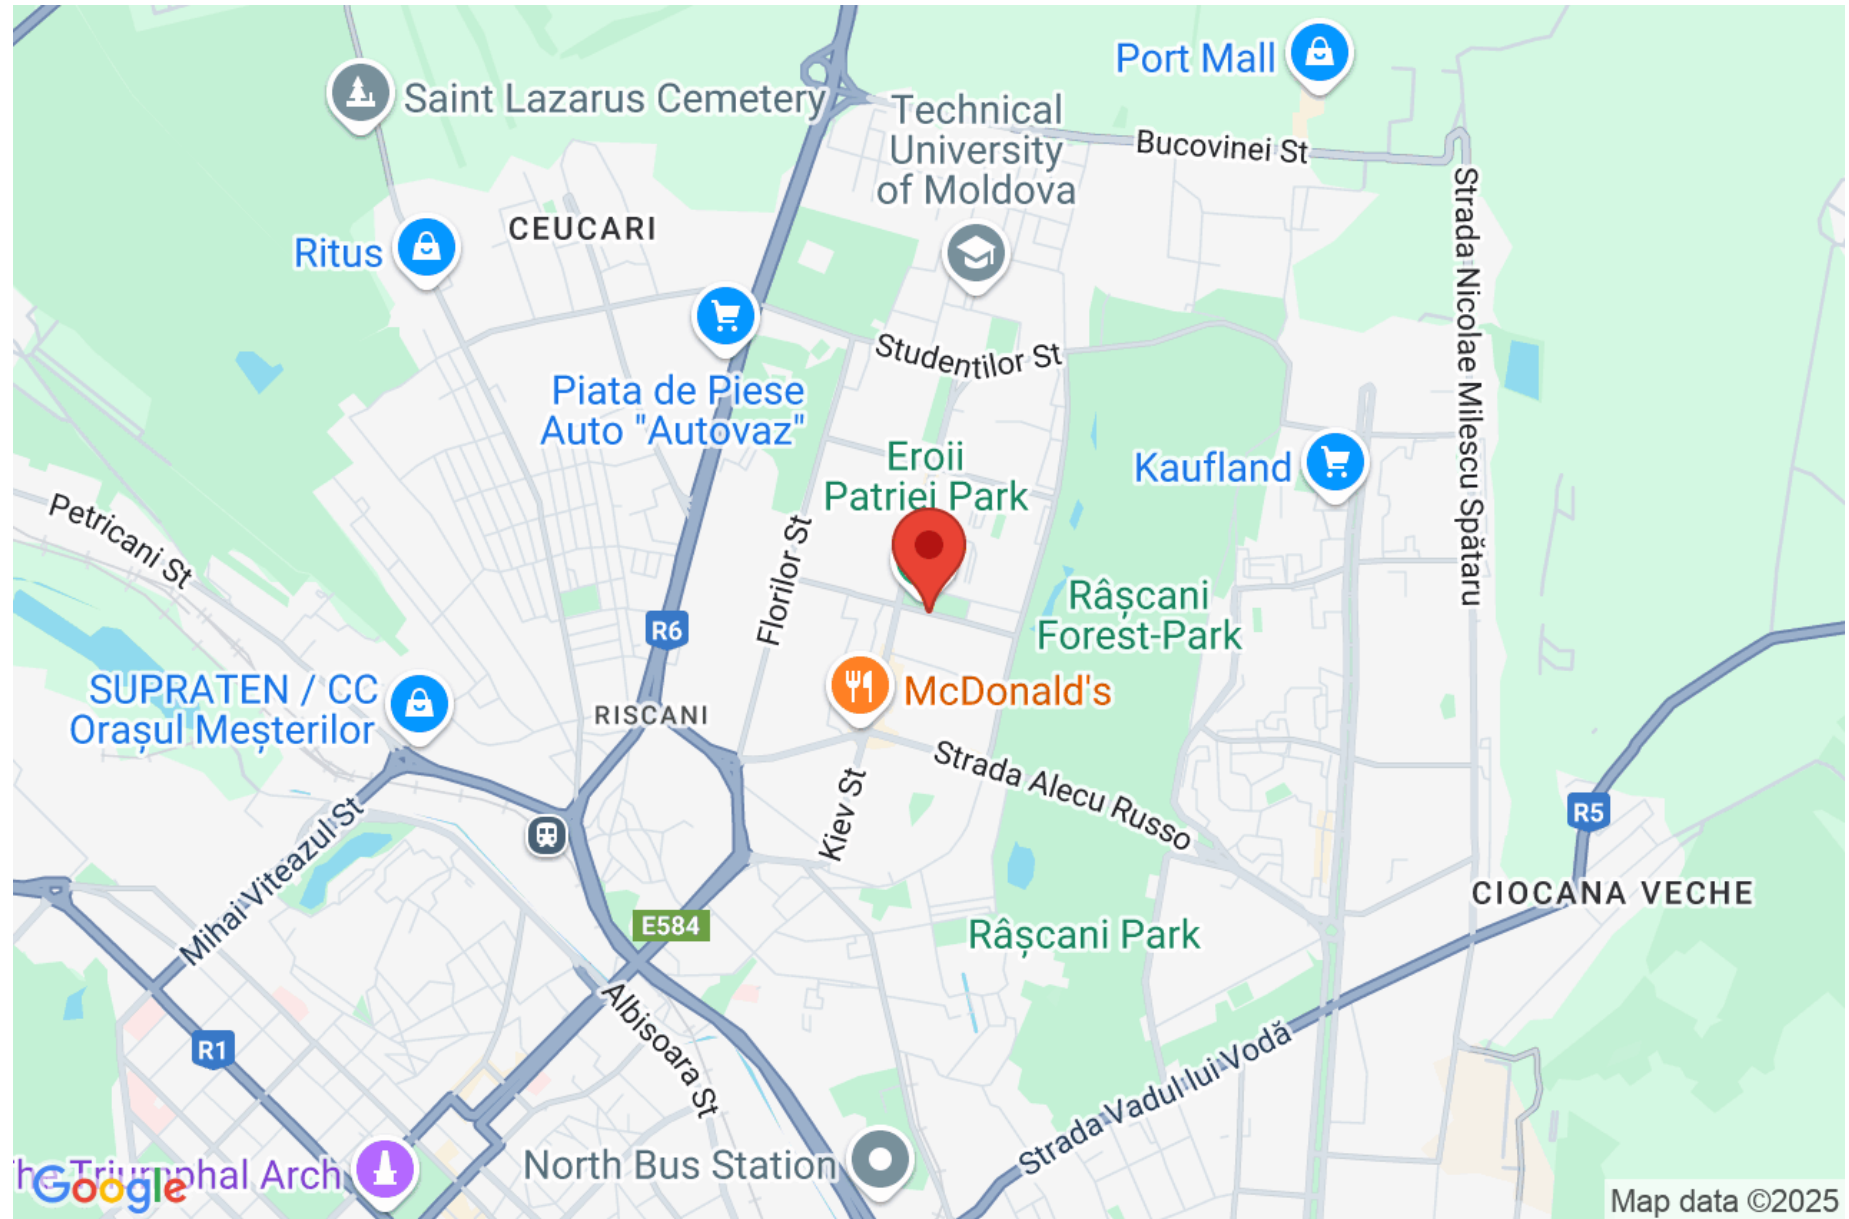 Port Mall
Saint Lazarus Cemetery
Technical
University
of Moldova
Bucovinei St
Strada Nicolae Milescu Spătaru
CEUCARI
Ritus
Studentilor St
Piata de Piese
Auto "Autovaz"
Eroii
Patriei Park
Kaufland
Petricani St
Florilor St
Râșcani
Forest-Park
R6
SUPRATEN / CC
Orașul Meșterilor
McDonald's
RISCANI
Strada Alecu Russo
Kiev St
R5
Mihai Viteazul St
CIOCANA VECHE
E584
Râșcani Park
Albisoara St
R1
Strada Vadul lui Vodă
North Bus Station
Triumphal Arch
Google
Map data ©2025